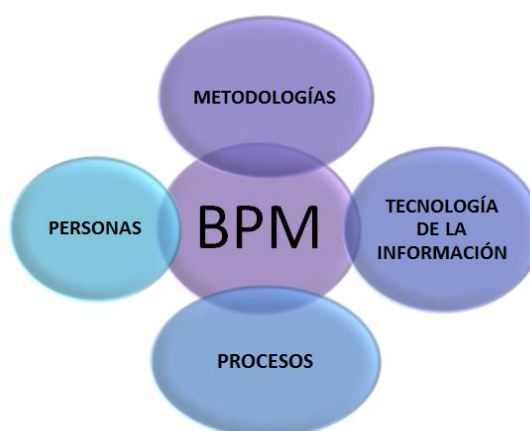 METODOLOGÍAS
PERSONAS
BPM
TECNOLOGÍA
DE LA
INFORMACIÓN
PROCESOS